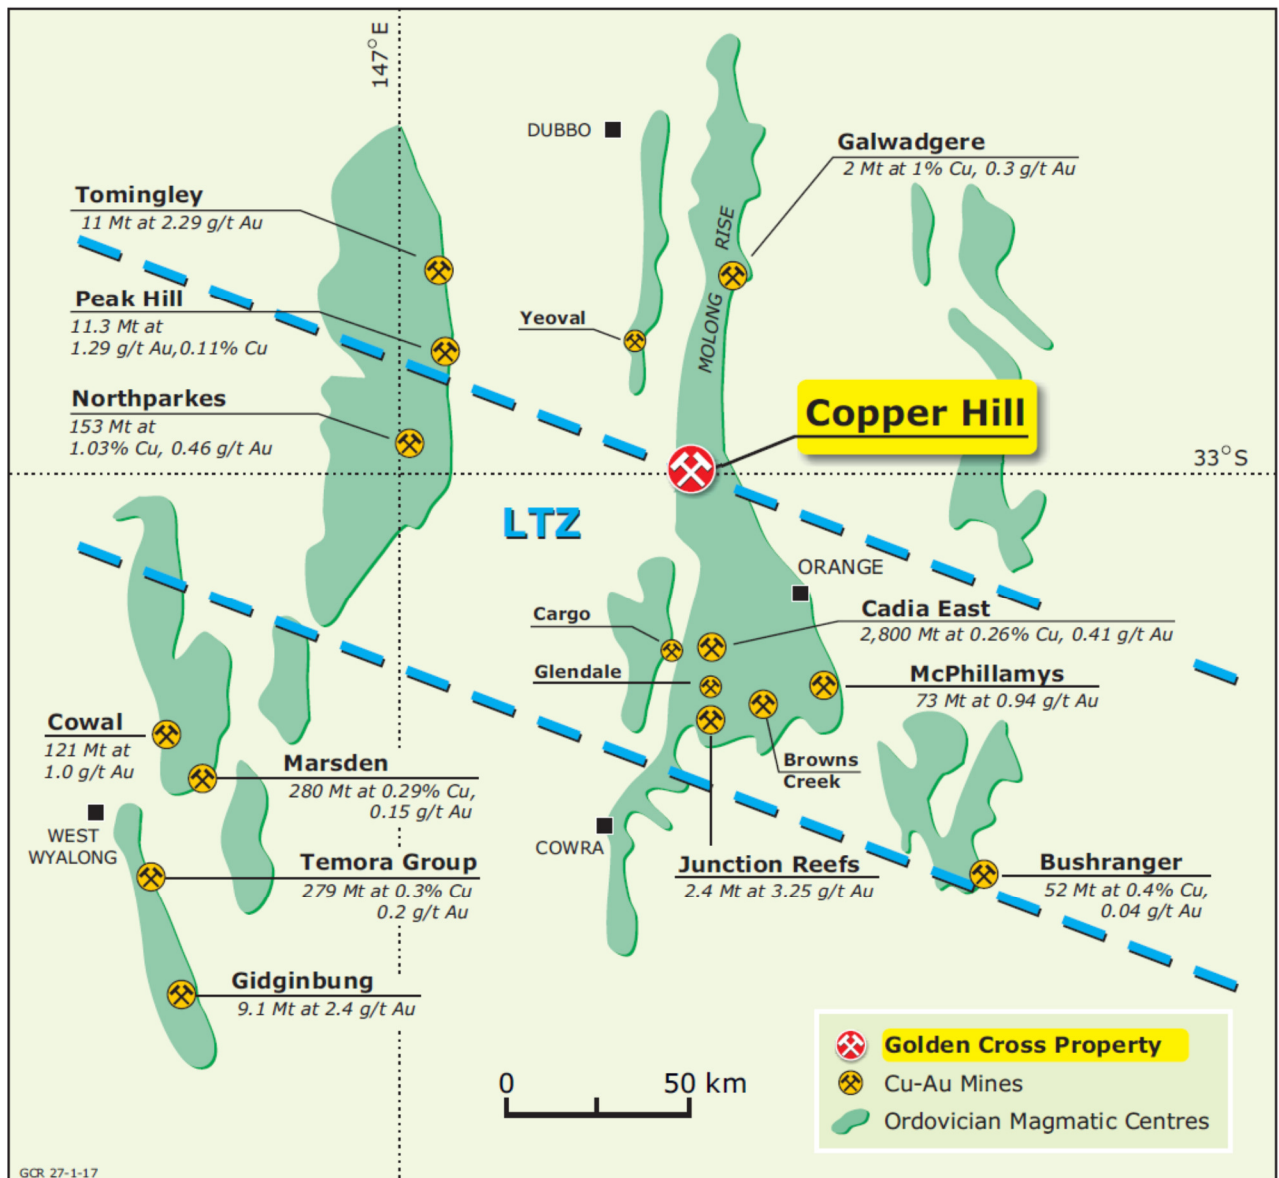 147°E
DUBBO
Galwadgere
2 Mt at 1% Cu, 0.3 g/t Au
Tomingley
11 Mt at 2.29 g/t Au
MOLONG RISE
Peak Hill
11.3 Mt at
1.29 g/t Au,0.11% Cu
Yeoval
Northparkes
153 Mt at
1.03% Cu, 0.46 g/t Au
Copper Hill
33°S
LTZ
ORANGE
Cargo
Cadia East
2,800 Mt at 0.26% Cu, 0.41 g/t Au
Glendale
McPhillamys
73 Mt at 0.94 g/t Au
Cowal
121 Mt at
1.0 g/t Au
Marsden
280 Mt at 0.29% Cu,
0.15 g/t Au
Browns
Creek
WEST
WYALONG
COWRA
Temora Group
279 Mt at 0.3% Cu
0.2 g/t Au
Junction Reefs
2.4 Mt at 3.25 g/t Au
Bushranger
52 Mt at 0.4% Cu,
0.04 g/t Au
Gidginbung
9.1 Mt at 2.4 g/t Au
0 50 km
Golden Cross Property
Cu-Au Mines
Ordovician Magmatic Centres
GCR 27-1-17